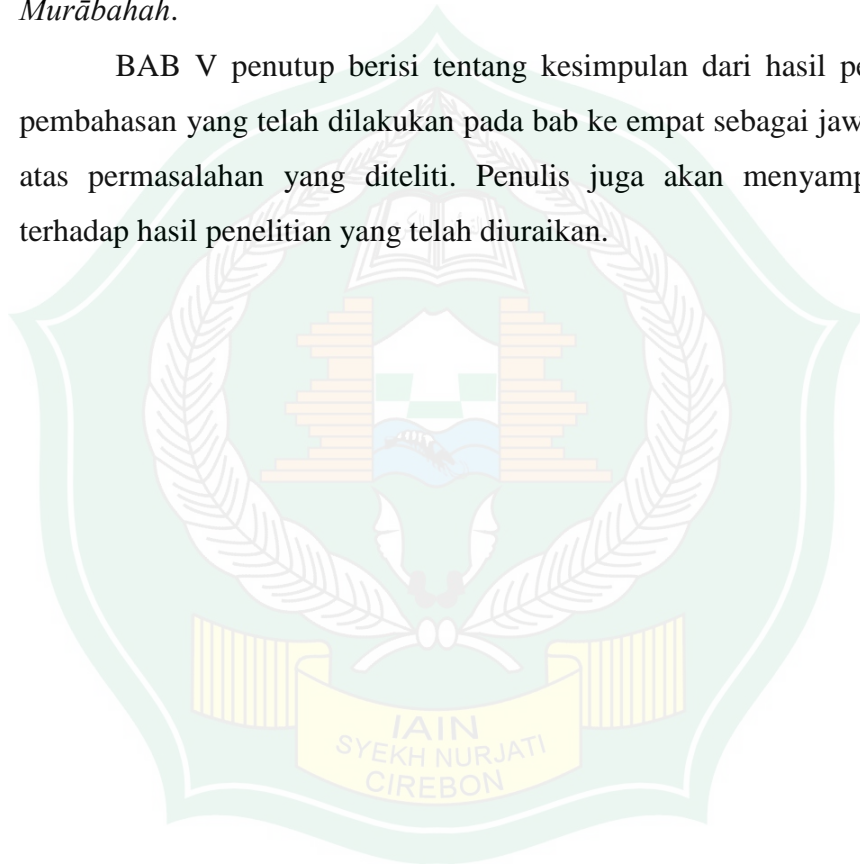 Murābahah.
BAB V penutup berisi tentang kesimpulan dari hasil pe
pembahasan yang telah dilakukan pada bab ke empat sebagai jaw
atas permasalahan yang diteliti. Penulis juga akan menyamp
terhadap hasil penelitian yang telah diuraikan.
IAIN
SYEKH NURJATI
CIREBON